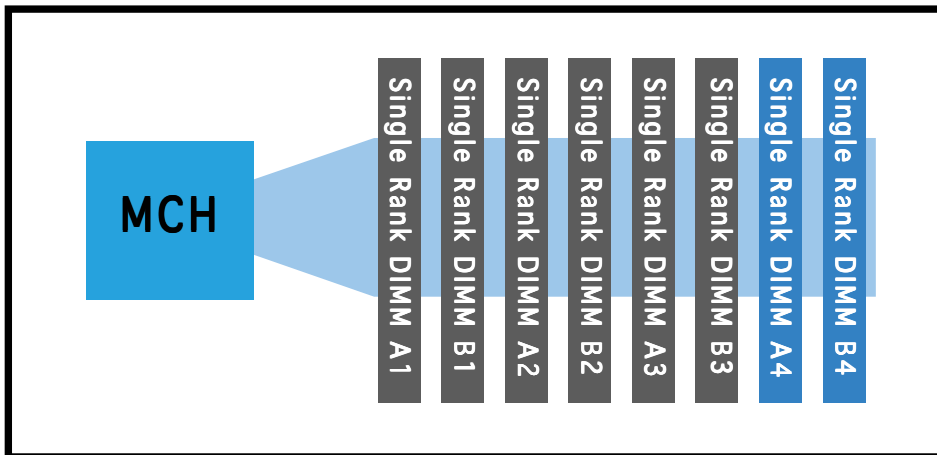 MCH
Single Rank DIMM A1
Single Rank DIMM B1
Single Rank DIMM A2
Single Rank DIMM B2
Single Rank DIMM A3
Single Rank DIMM B3
Single Rank DIMM A4
Single Rank DIMM B4